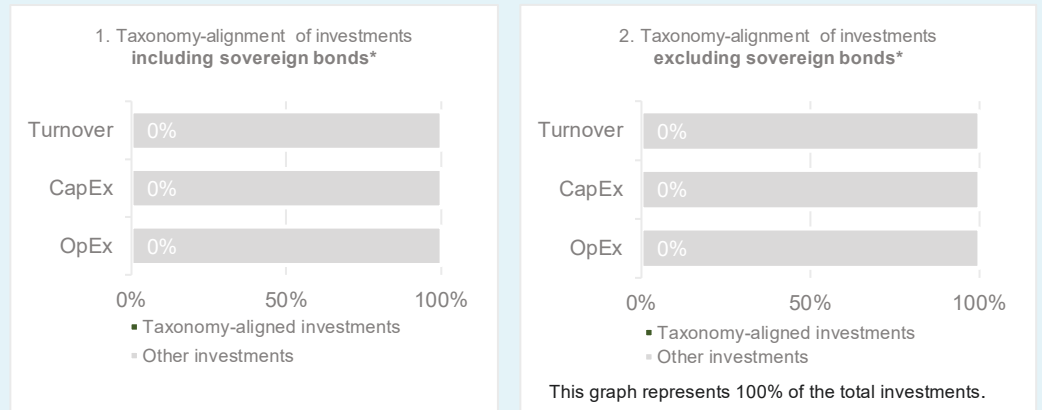 1. Taxonomy-alignment of investments
including sovereign bonds*
Turnover 0%
CapEx 0%
OpEx 0%
0% 50% 100%
Taxonomy-aligned investments
Other investments
2. Taxonomy-alignment of investments
excluding sovereign bonds*
Turnover 0%
CapEx 0%
OpEx 0%
0% 50% 100%
Taxonomy-aligned investments
Other investments
This graph represents 100% of the total investments.